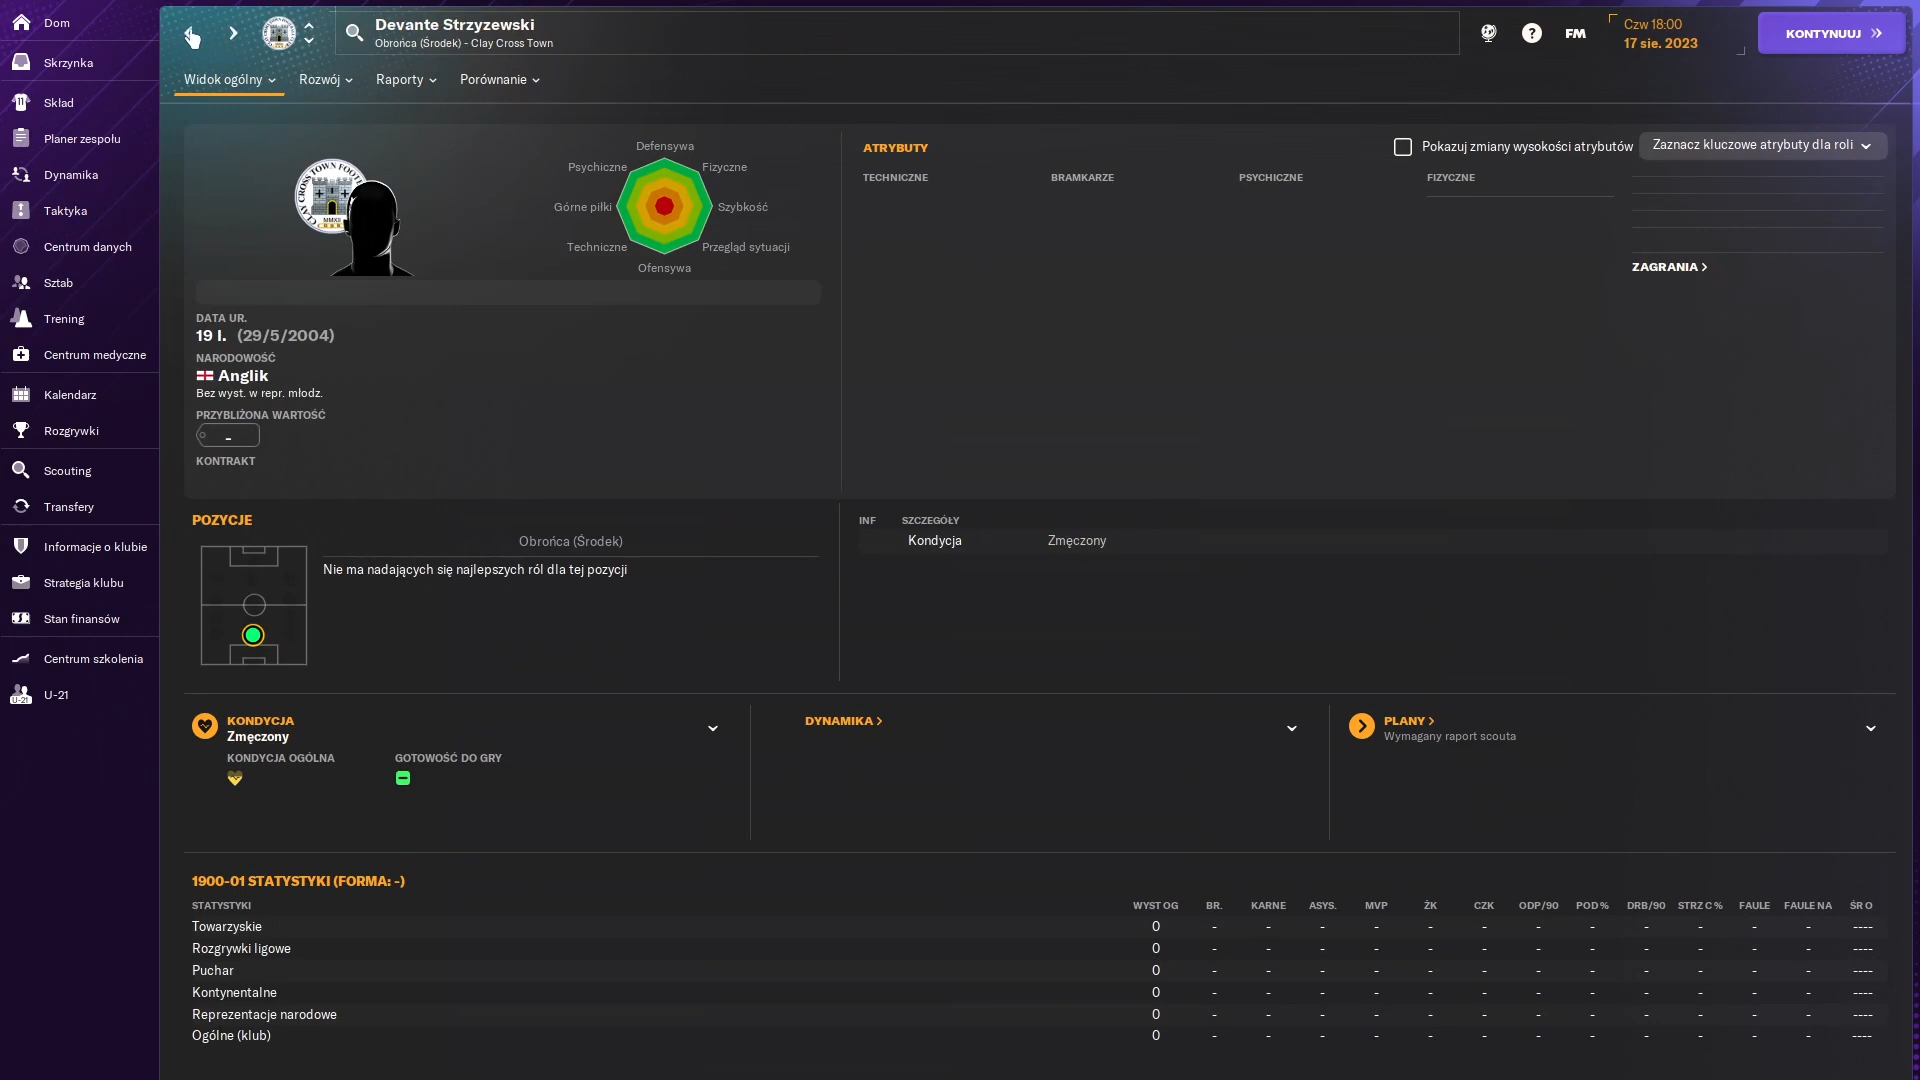 Dom
Skrzynka
Skład
Planer zespołu
Dynamika
Taktyka
Centrum danych
Sztab
Trening
Centrum medyczne
Kalendarz
Rozgrywki
Scouting
Transfery
Informacje o klubie
Strategia klubu
Stan finansów
Centrum szkolenia
U-21
U-21
Devante Strzyzewski
Obrońca (Środek) - Clay Cross Town
?
FM
Czw 18:00
17 sie. 2023
KONTYNUUJ
Widok ogólny
Rozwój
Raporty
Porównanie
CLAY CROSS TOWN FOOT
MMXII
Defensywa
Psychiczne
Fizyczne
Górne piłki
Szybkość
Techniczne
Przegląd sytuacji
Ofensywa
DATA UR.
19 l. (29/5/2004)
NARODOWOŚĆ
Anglik
Bez wyst. w repr. młodz.
PRZYBLIŻONA WARTOŚĆ
-
KONTRAKT
ATRYBUTY
Pokazuj zmiany wysokości atrybutów
Zaznacz kluczowe atrybuty dla roli
TECHNICZNE BRAMKARZE PSYCHICZNE FIZYCZNE
ZAGRANIA
POZYCJE
Obrońca (Środek)
Nie ma nadających się najlepszych ról dla tej pozycji
INF SZCZEGÓŁY
Kondycja Zmęczony
KONDYCJA
Zmęczony
KONDYCJA OGÓLNA GOTOWOŚĆ DO GRY
DYNAMIKA
PLANY
Wymagany raport scouta
1900-01 STATYSTYKI (FORMA: -)
STATYSTYKI WYST OG BR. KARNE ASYS. MVP ŻK CZK ODP/90 POD % DRB/90 STRZ C % FAULE FAULE NA ŚR O
Towarzyskie 0 - - - - - - - - - - - - ----
Rozgrywki ligowe 0 - - - - - - - - - - - - ----
Puchar 0 - - - - - - - - - - - - ----
Kontynentalne 0 - - - - - - - - - - - - ----
Reprezentacje narodowe 0 - - - - - - - - - - - - ----
Ogólne (klub) 0 - - - - - - - - - - - - ----